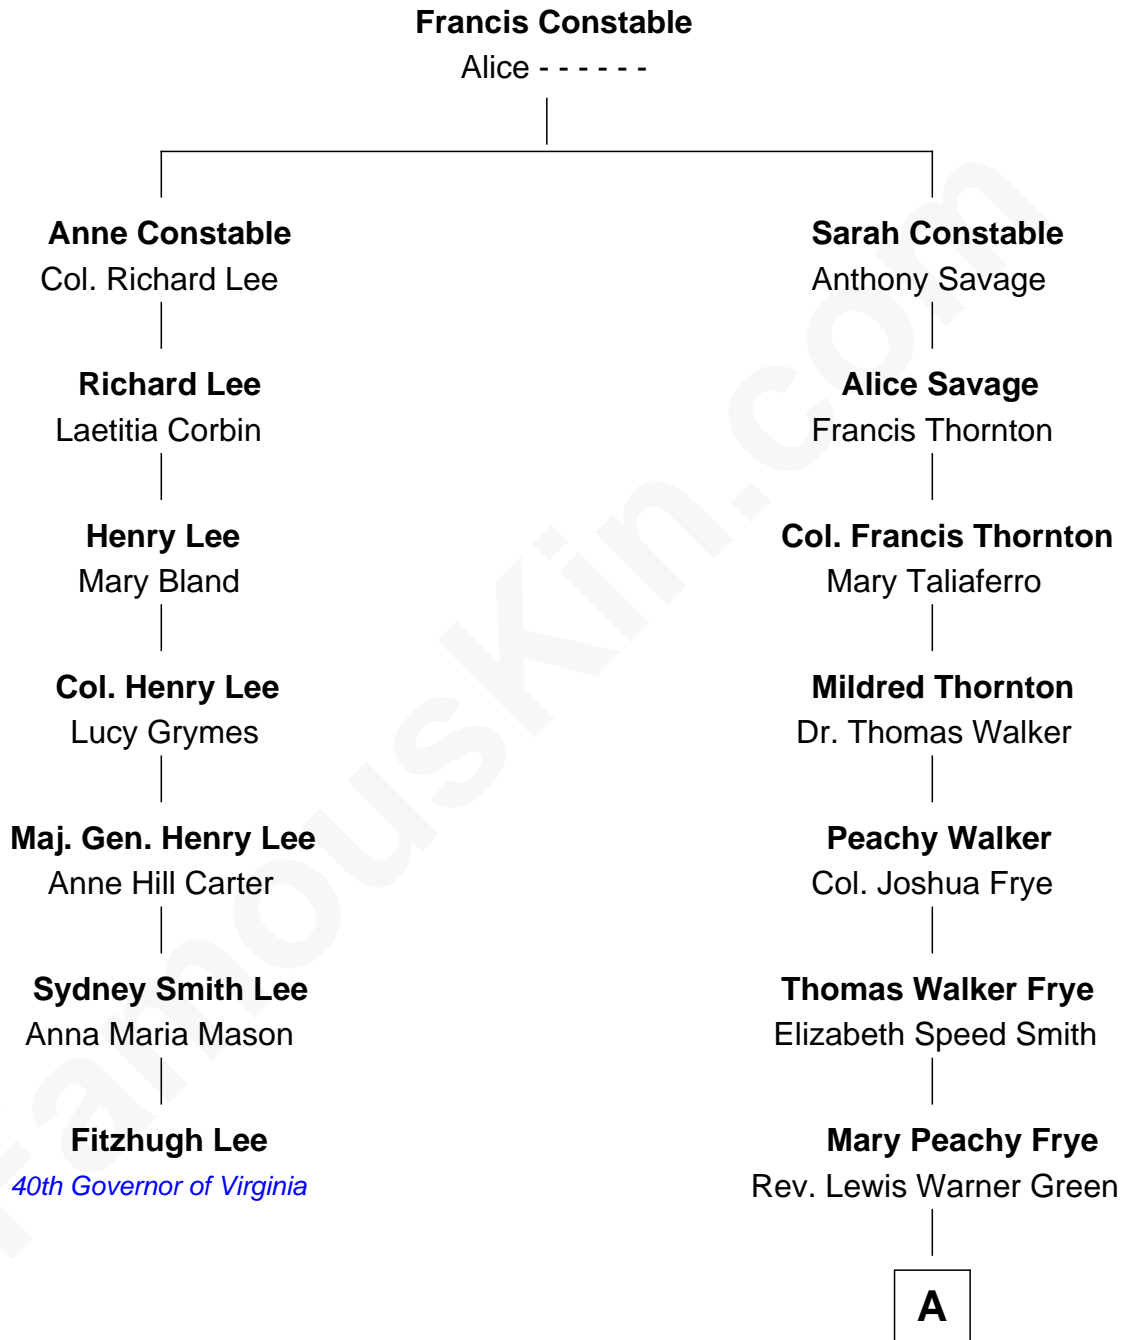 Francis Constable
Alice - - - - - -
Anne Constable
Col. Richard Lee
Sarah Constable
Anthony Savage
Richard Lee
Laetitia Corbin
Alice Savage
Francis Thornton
Henry Lee
Mary Bland
Col. Francis Thornton
Mary Taliaferro
Col. Henry Lee
Lucy Grymes
Mildred Thornton
Dr. Thomas Walker
Maj. Gen. Henry Lee
Anne Hill Carter
Peachy Walker
Col. Joshua Frye
Sydney Smith Lee
Anna Maria Mason
Thomas Walker Frye
Elizabeth Speed Smith
Fitzhugh Lee
40th Governor of Virginia
Mary Peachy Frye
Rev. Lewis Warner Green
A
FamousKin.com